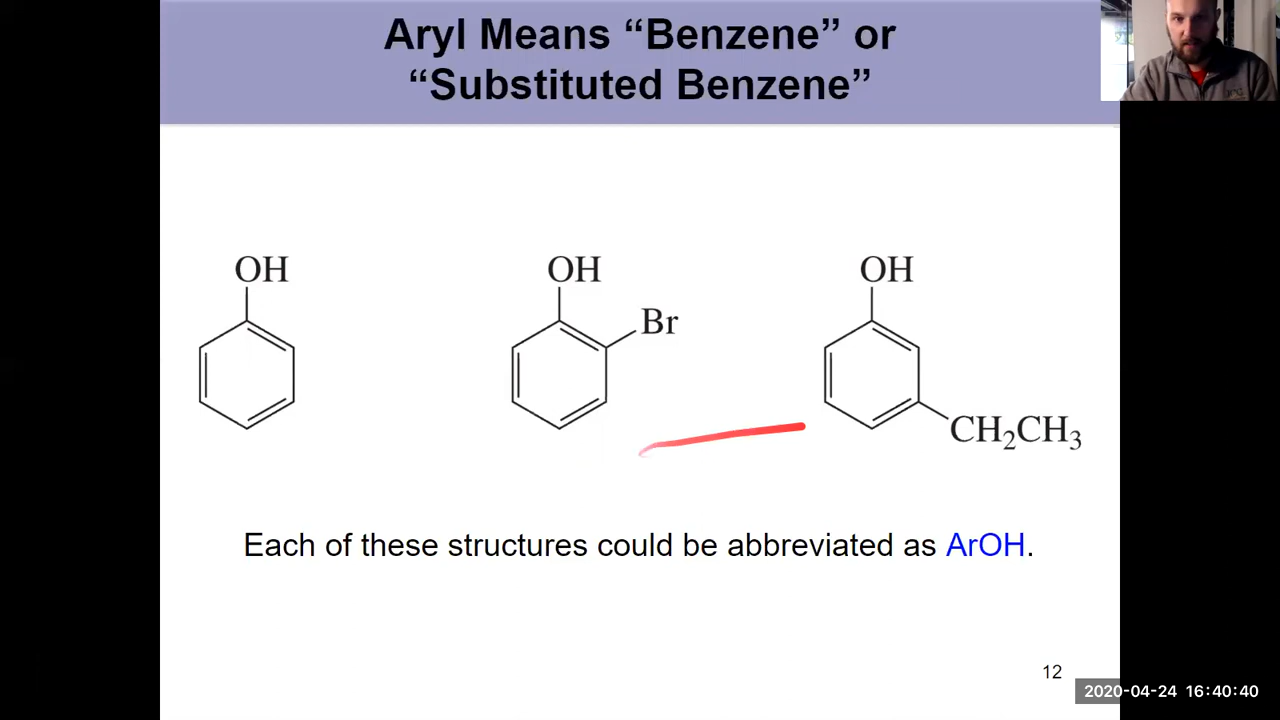 Aryl Means “Benzene” or
“Substituted Benzene”
OH
OH
OH
Br
CH₂CH₃
Each of these structures could be abbreviated as ArOH.
12
2020-04-24 16:40:40